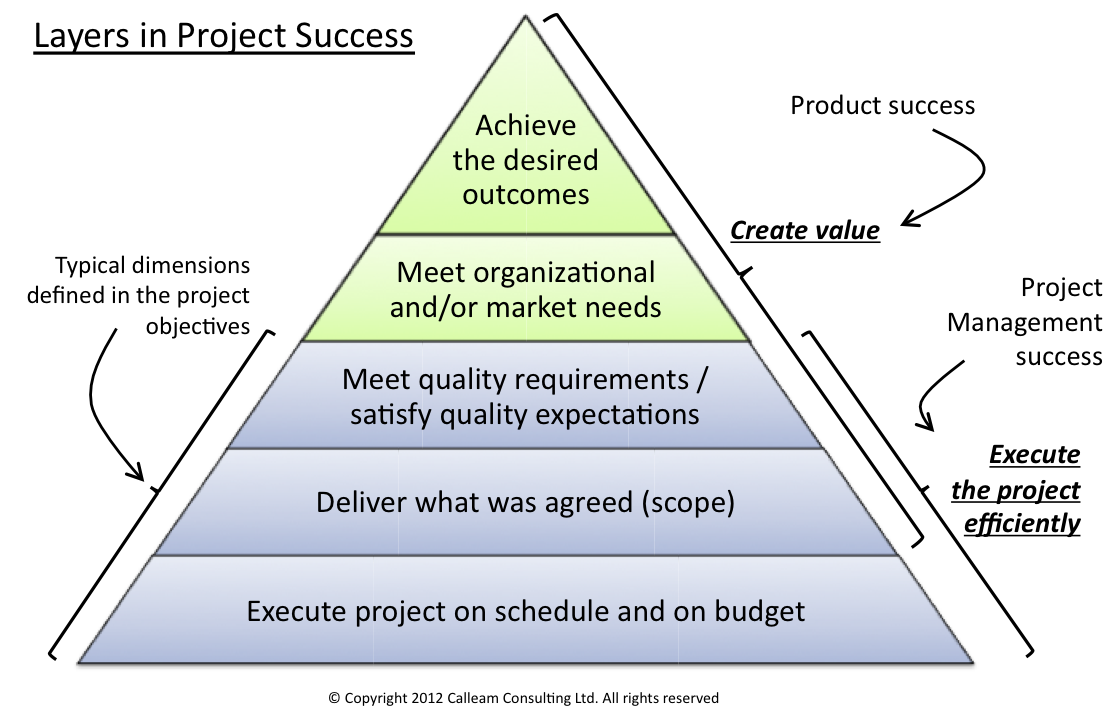 Layers in Project Success
Product success
Achieve
the desired
outcomes
Create value
Typical dimensions
defined in the project
objectives
Meet organizational
and/or market needs
Project
Management
success
Meet quality requirements /
satisfy quality expectations
Execute
the project
efficiently
Deliver what was agreed (scope)
Execute project on schedule and on budget
© Copyright 2012 Calleam Consulting Ltd. All rights reserved